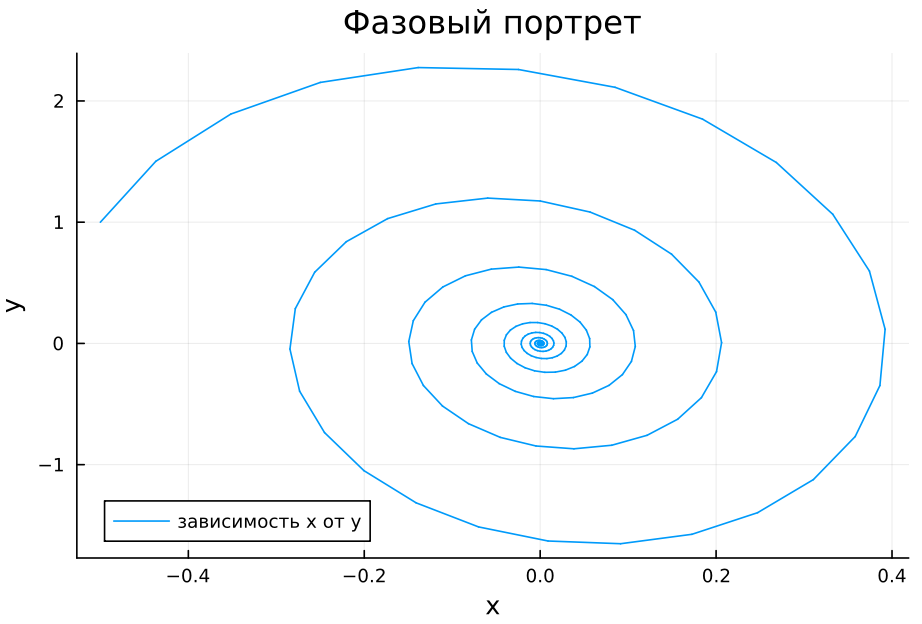 Фазовый портрет
y
2
1
0
−1
зависимость x от y
−0.4
−0.2
0.0
0.2
0.4
x